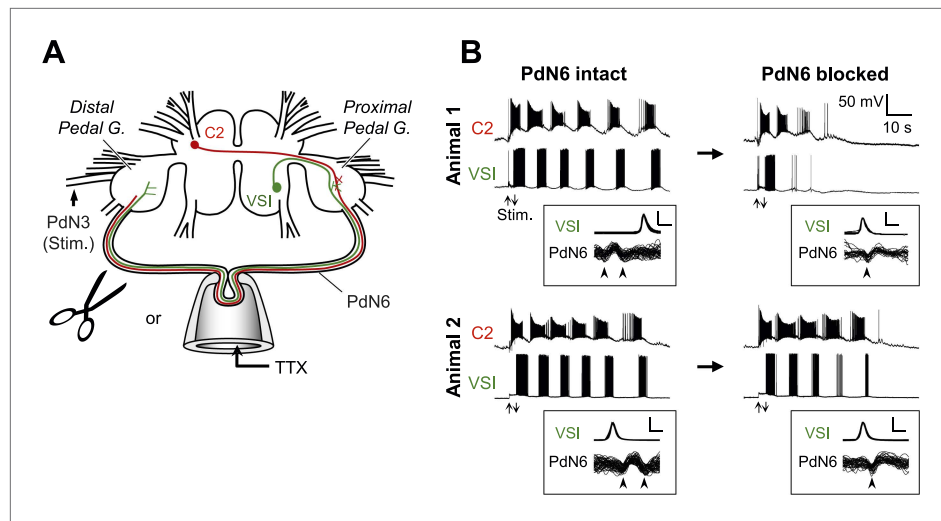 A
Distal
Pedal G.
Proximal
Pedal G.
C2
VSI
PdN3
(Stim.)
PdN6
or
TTX
B
PdN6 intact
PdN6 blocked
Animal 1
C2
VSI
Stim.
50 mV
10 s
VSI
PdN6
VSI
PdN6
Animal 2
C2
VSI
VSI
PdN6
VSI
PdN6